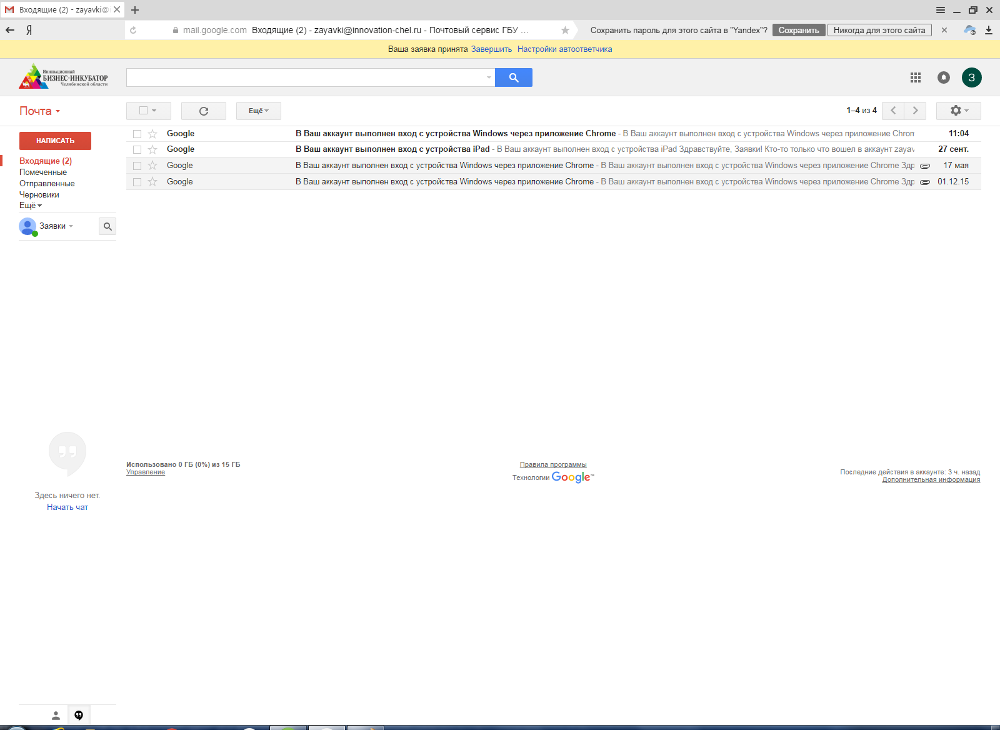 Входящие (2) - zayavki@i
Я
mail.google.com Входящие (2) - zayavki@innovation-chel.ru - Почтовый сервис ГБУ ...
Сохранить пароль для этого сайта в "Yandex"? Сохранить Никогда для этого сайта
Ваша заявка принята Завершить Настройки автоответчика
Инновационный
БИЗНЕС-ИНКУБАТОР
Челябинской области
З
Почта
Ещё
1–4 из 4
НАПИСАТЬ
Входящие (2)
Помеченные
Отправленные
Черновики
Ещё
Заявки
Google В Ваш аккаунт выполнен вход с устройства Windows через приложение Chrome - В Ваш аккаунт выполнен вход с устройства Windows через приложение Chrom 11:04
Google В Ваш аккаунт выполнен вход с устройства iPad - В Ваш аккаунт выполнен вход с устройства iPad Здравствуйте, Заявки! Кто-то только что вошел в аккаунт zayav 27 сент.
Google В Ваш аккаунт выполнен вход с устройства Windows через приложение Chrome - В Ваш аккаунт выполнен вход с устройства Windows через приложение Chrome Здр 17 мая
Google В Ваш аккаунт выполнен вход с устройства Windows через приложение Chrome - В Ваш аккаунт выполнен вход с устройства Windows через приложение Chrome Здр 01.12.15
Использовано 0 ГБ (0%) из 15 ГБ
Управление
Правила программы
Технологии Google™
Последние действия в аккаунте: 3 ч. назад
Дополнительная информация
Здесь ничего нет.
Начать чат